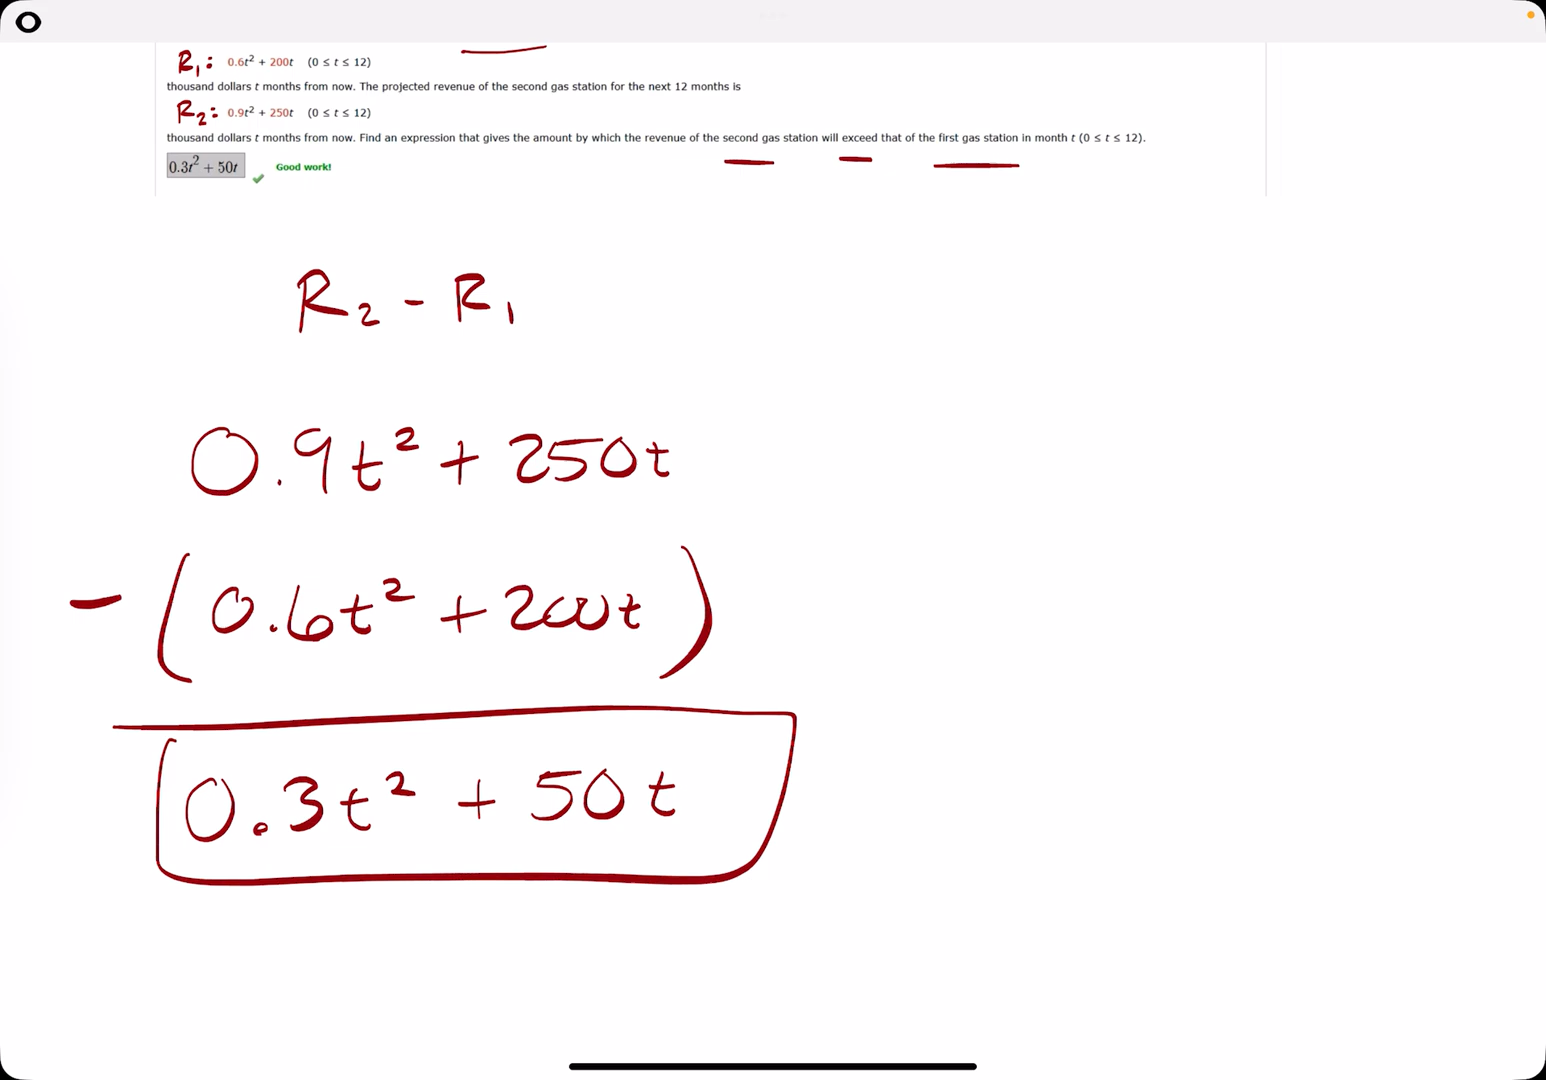 R₁: 0.6t² + 200t (0 ≤ t ≤ 12)
thousand dollars t months from now. The projected revenue of the second gas station for the next 12 months is
R₂: 0.9t² + 250t (0 ≤ t ≤ 12)
thousand dollars t months from now. Find an expression that gives the amount by which the revenue of the second gas station will exceed that of the first gas station in month t (0 ≤ t ≤ 12).
0.3t² + 50t Good work!
R₂ - R₁
0.9t² + 250t
- (0.6t² + 200t)
0.3t² + 50t